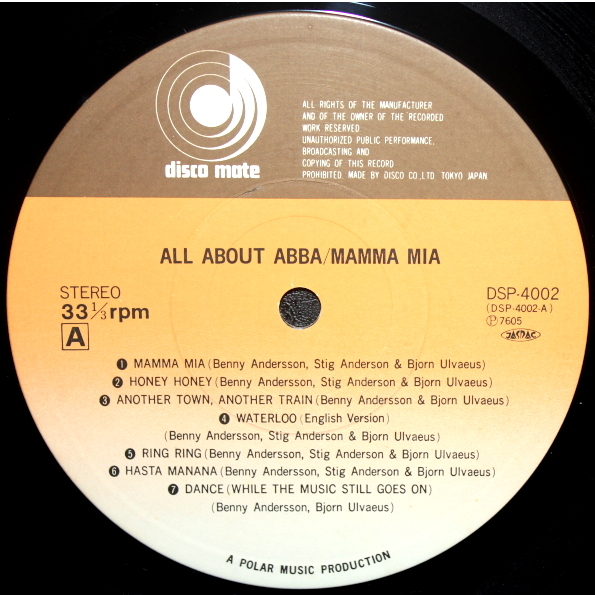 disco mate
ALL RIGHTS OF THE MANUFACTURER
AND OF THE OWNER OF THE RECORDED
WORK RESERVED
UNAUTHORIZED PUBLIC PERFORMANCE,
BROADCASTING AND
COPYING OF THIS RECORD
PROHIBITED. MADE BY DISCO CO.,LTD. TOKYO JAPAN
ALL ABOUT ABBA/MAMMA MIA
STEREO
33 1/3 rpm
A
DSP-4002
(DSP-4002-A)
Ⓟ7605
JASRAC
❶ MAMMA MIA (Benny Andersson, Stig Anderson & Bjorn Ulvaeus)
❷ HONEY HONEY (Benny Andersson, Stig Anderson & Bjorn Ulvaeus)
❸ ANOTHER TOWN, ANOTHER TRAIN (Benny Andersson & Bjorn Ulvaeus)
❹ WATERLOO (English Version)
(Benny Andersson, Stig Anderson & Bjorn Ulvaeus)
❺ RING RING (Benny Andersson, Stig Anderson & Bjorn Ulvaeus)
❻ HASTA MANANA (Benny Andersson, Stig Anderson & Bjorn Ulvaeus)
❼ DANCE (WHILE THE MUSIC STILL GOES ON)
(Benny Andersson, Bjorn Ulvaeus)
A POLAR MUSIC PRODUCTION